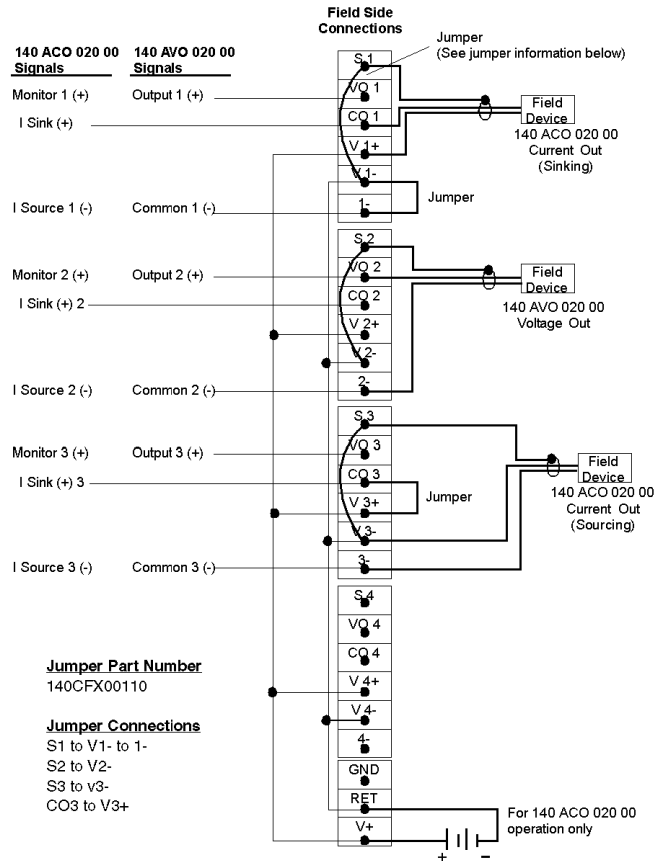 Field Side
Connections
140 ACO 020 00
Signals
140 AVO 020 00
Signals
Jumper
(See jumper information below)
S 1
Monitor 1 (+)
Output 1 (+)
VO 1
I Sink (+)
CO 1
Field
Device
140 ACO 020 00
Current Out
(Sinking)
V 1+
V 1-
Jumper
I Source 1 (-)
Common 1 (-)
1-
S 2
Monitor 2 (+)
Output 2 (+)
VO 2
Field
Device
140 AVO 020 00
Voltage Out
I Sink (+) 2
CO 2
V 2+
V 2-
I Source 2 (-)
Common 2 (-)
2-
S 3
Monitor 3 (+)
Output 3 (+)
VO 3
Field
Device
140 ACO 020 00
Current Out
(Sourcing)
I Sink (+) 3
CO 3
V 3+
Jumper
V 3-
I Source 3 (-)
Common 3 (-)
3-
S 4
VO 4
CO 4
V 4+
V 4-
4-
GND
RET
V+
Jumper Part Number
140CFX00110
Jumper Connections
S1 to V1- to 1-
S2 to V2-
S3 to v3-
CO3 to V3+
For 140 ACO 020 00
operation only
+ −